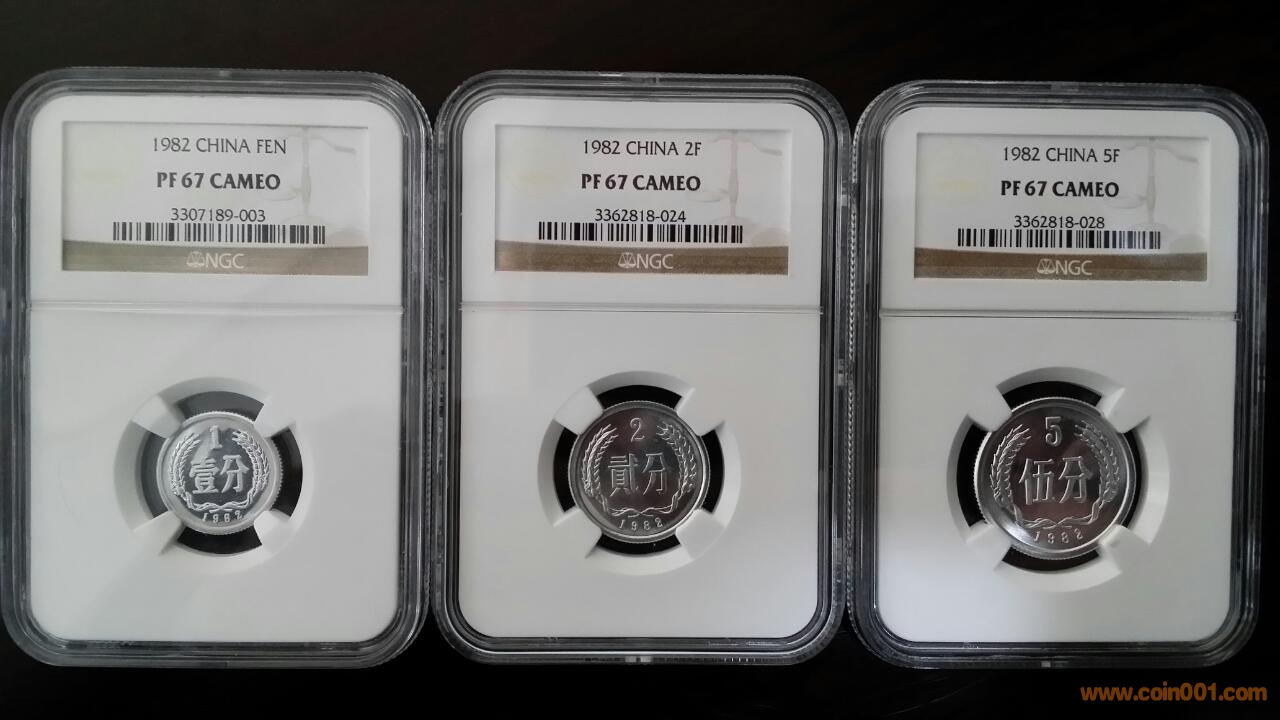 1982 CHINA FEN
PF 67 CAMEO
3307189-003
NGC
1
壹分
1982
1982 CHINA 2F
PF 67 CAMEO
3362818-024
NGC
2
貳分
1982
1982 CHINA 5F
PF 67 CAMEO
3362818-028
NGC
5
伍分
1982
www.coin001.com